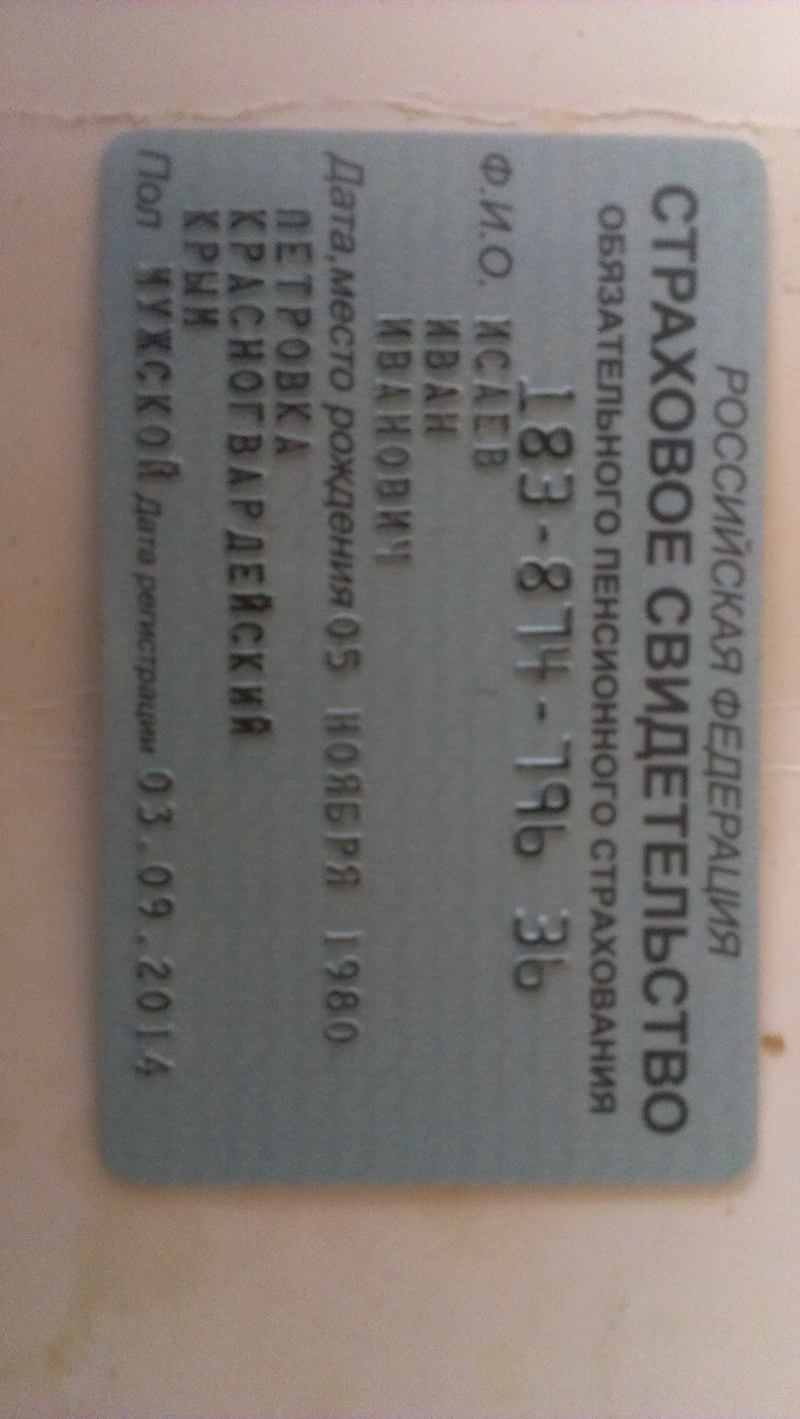 РОССИЙСКАЯ ФЕДЕРАЦИЯ
СТРАХОВОЕ СВИДЕТЕЛЬСТВО
ОБЯЗАТЕЛЬНОГО ПЕНСИОННОГО СТРАХОВАНИЯ
183-874-796 36
Ф.И.О. ИСАЕВ
ИВАН
ИВАНОВИЧ
Дата, место рождения 05 НОЯБРЯ 1980
ПЕТРОВКА
КРАСНОГВАРДЕЙСКИЙ
КРЫМ
Пол МУЖСКОЙ Дата регистрации 03.09.2014